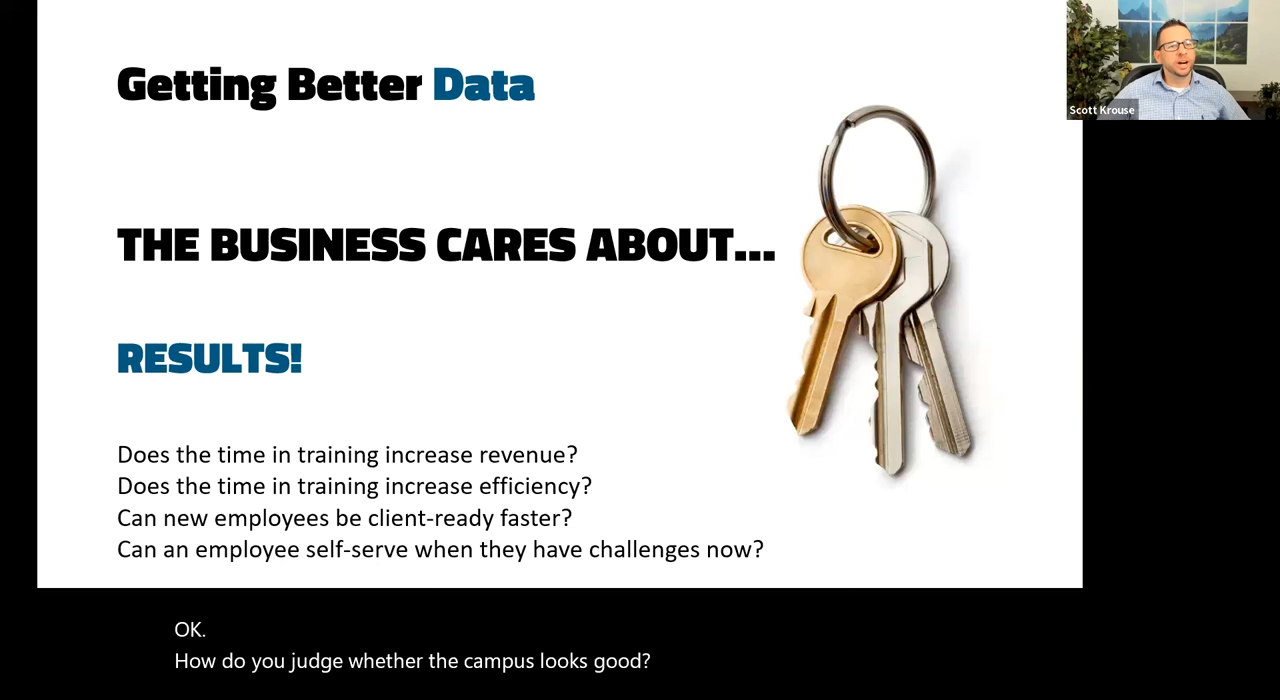 Getting Better Data
Scott Krouse
THE BUSINESS CARES ABOUT...
RESULTS!
Does the time in training increase revenue?
Does the time in training increase efficiency?
Can new employees be client-ready faster?
Can an employee self-serve when they have challenges now?
OK.
How do you judge whether the campus looks good?